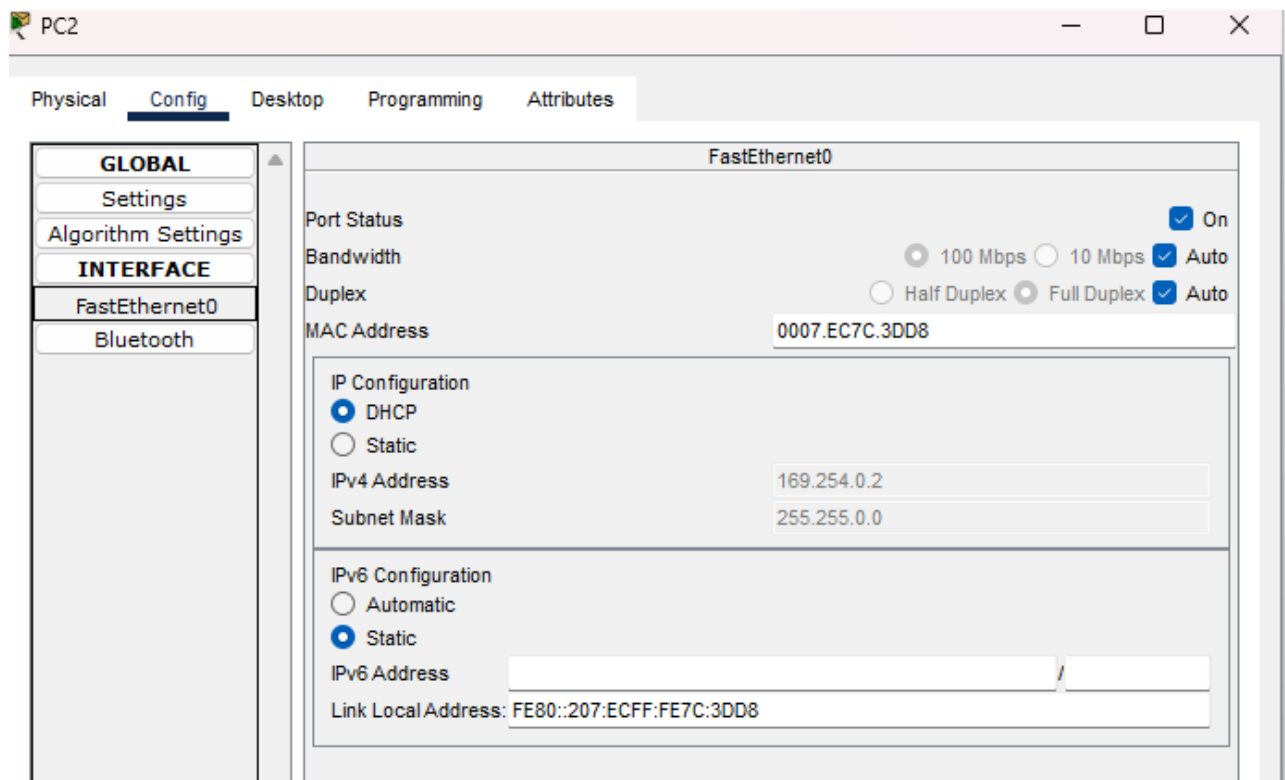 PC2
Physical Config Desktop Programming Attributes
GLOBAL
Settings
Algorithm Settings
INTERFACE
FastEthernet0
Bluetooth
FastEthernet0
Port Status On
Bandwidth 100 Mbps 10 Mbps Auto
Duplex Half Duplex Full Duplex Auto
MAC Address 0007.EC7C.3DD8
IP Configuration
DHCP
Static
IPv4 Address 169.254.0.2
Subnet Mask 255.255.0.0
IPv6 Configuration
Automatic
Static
IPv6 Address /
Link Local Address: FE80::207:ECFF:FE7C:3DD8